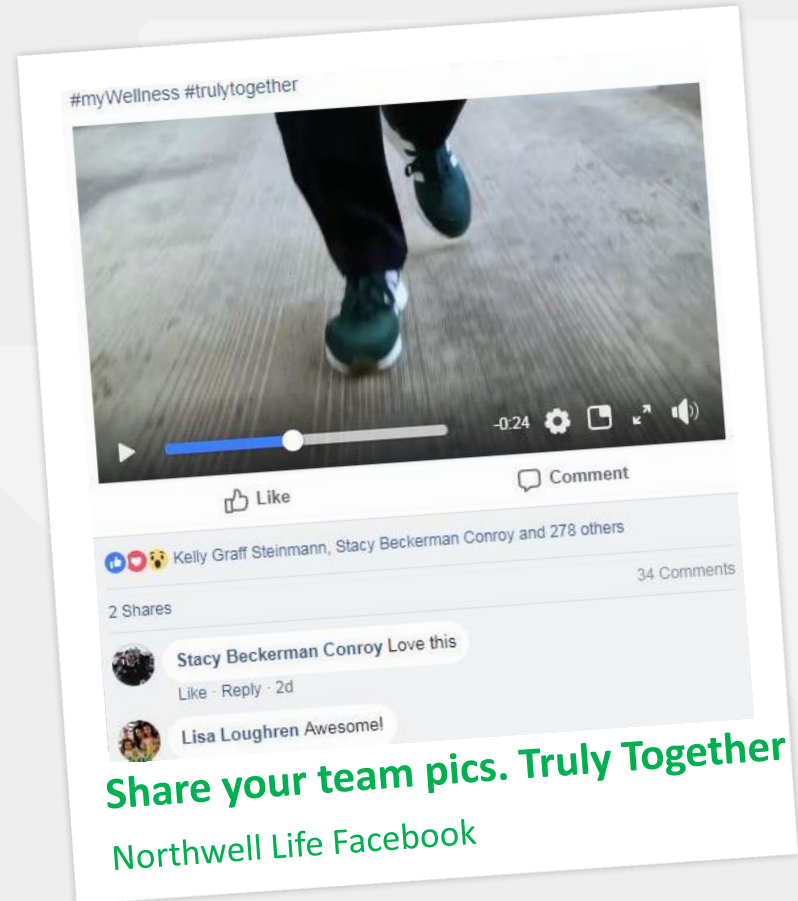 #myWellness #trulytogether
-0:24
Like
Comment
Kelly Graff Steinmann, Stacy Beckerman Conroy and 278 others
34 Comments
2 Shares
Stacy Beckerman Conroy Love this
Like · Reply · 2d
Lisa Loughren Awesome!
Share your team pics. Truly Together
Northwell Life Facebook